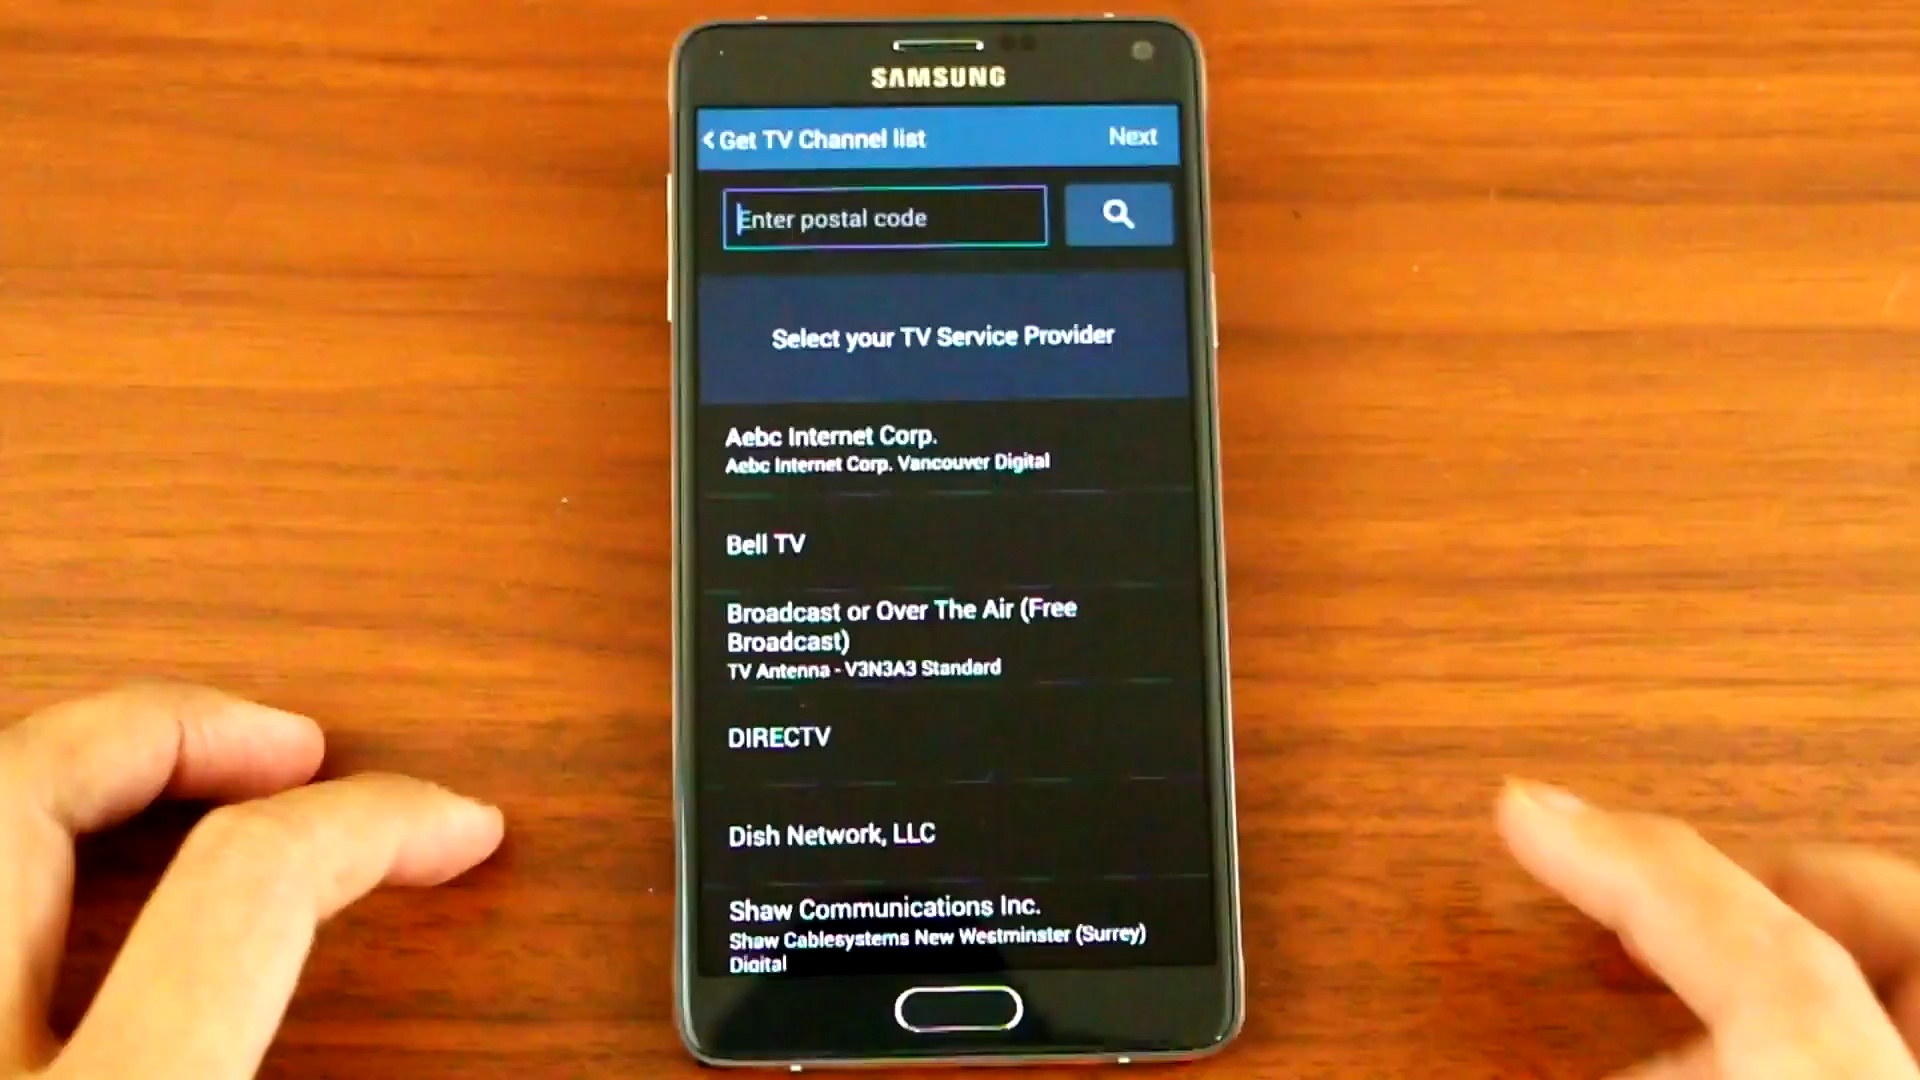 SAMSUNG
Get TV Channel list
Next
Enter postal code
Select your TV Service Provider
Aebc Internet Corp.
Aebc Internet Corp. Vancouver Digital
Bell TV
Broadcast or Over The Air (Free
Broadcast)
TV Antenna - V3N3A3 Standard
DIRECTV
Dish Network, LLC
Shaw Communications Inc.
Shaw Cablesystems New Westminster (Surrey)
Digital